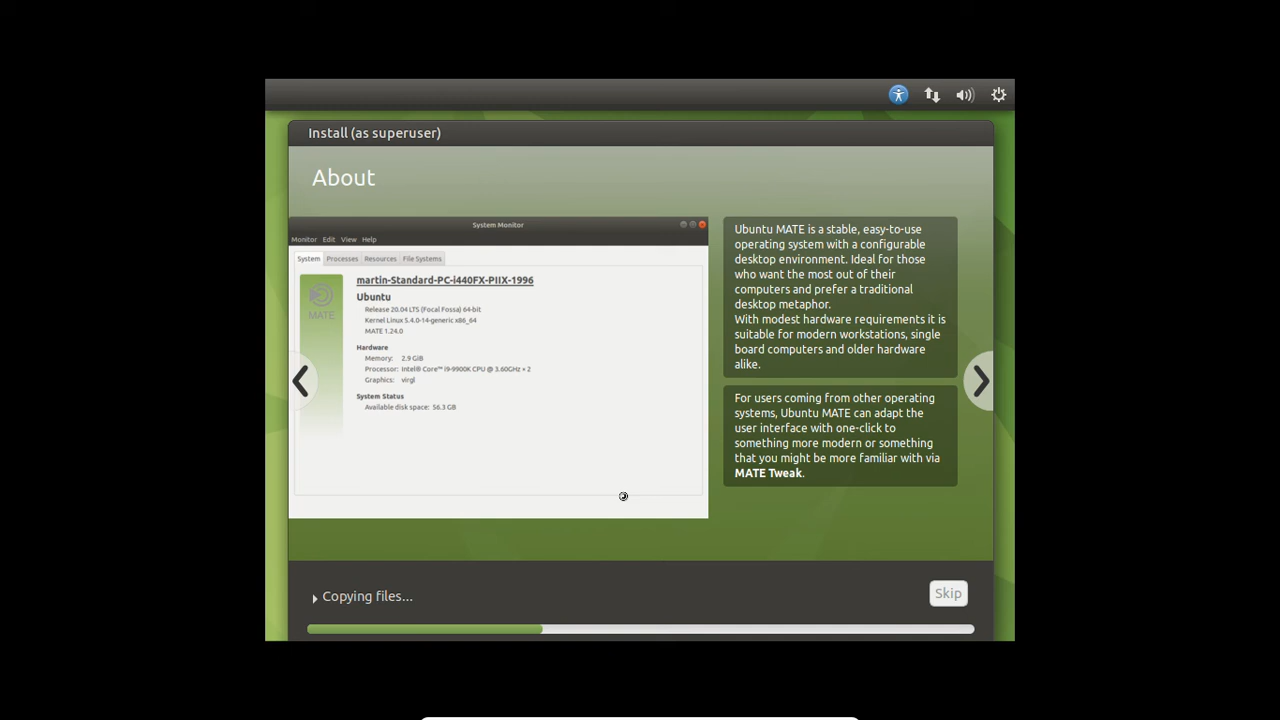 Install (as superuser)
About
System Monitor
Monitor Edit View Help
System Processes Resources File Systems
MATE
martin-Standard-PC-i440FX-PIIX-1996
Ubuntu
Release 20.04 LTS (Focal Fossa) 64-bit
Kernel Linux 5.4.0-14-generic x86_64
MATE 1.24.0
Hardware
Memory: 2.9 GiB
Processor: Intel® Core™ i9-9900K CPU @ 3.60GHz × 2
Graphics: virgl
System Status
Available disk space: 56.3 GB
Ubuntu MATE is a stable, easy-to-use
operating system with a configurable
desktop environment. Ideal for those
who want the most out of their
computers and prefer a traditional
desktop metaphor.
With modest hardware requirements it is
suitable for modern workstations, single
board computers and older hardware
alike.
For users coming from other operating
systems, Ubuntu MATE can adapt the
user interface with one-click to
something more modern or something
that you might be more familiar with via
MATE Tweak.
Copying files...
Skip